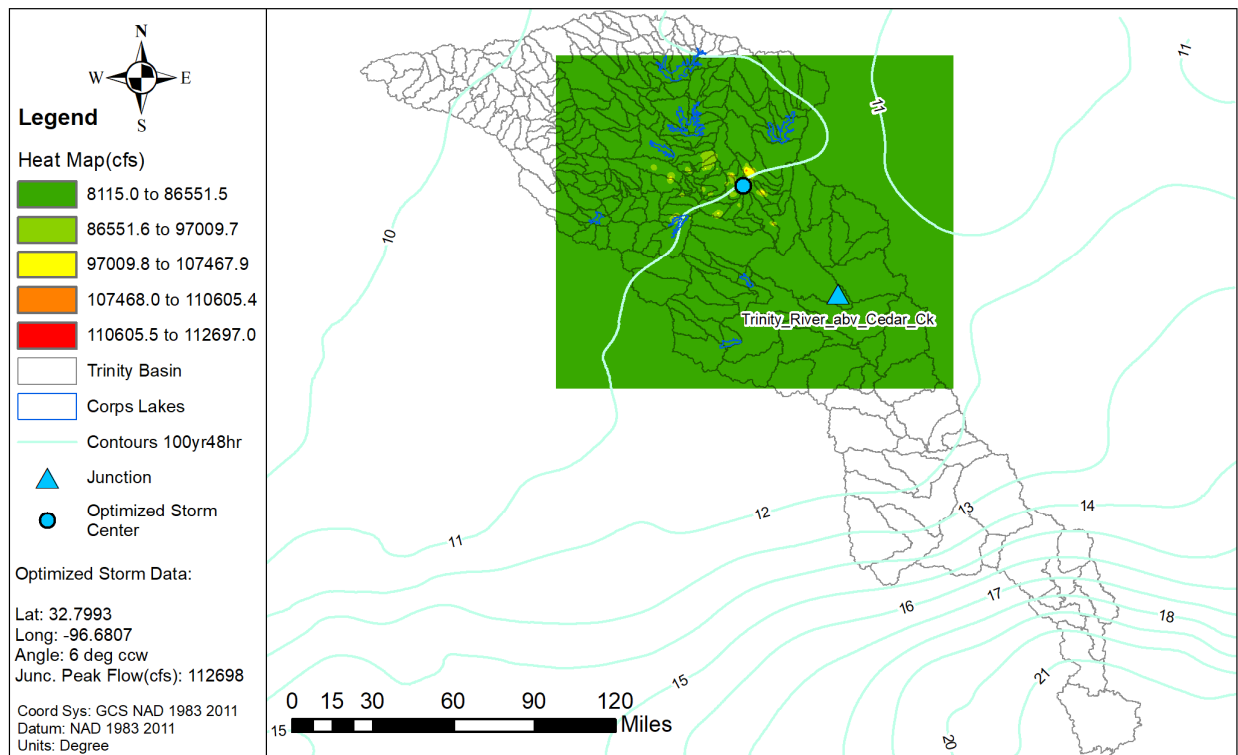 N
W
E
S
Legend
Heat Map(cfs)
8115.0 to 86551.5
86551.6 to 97009.7
97009.8 to 107467.9
107468.0 to 110605.4
110605.5 to 112697.0
Trinity Basin
Corps Lakes
Contours 100yr48hr
Junction
Optimized Storm
Center
Optimized Storm Data:
Lat: 32.7993
Long: -96.6807
Angle: 6 deg ccw
Junc. Peak Flow(cfs): 112698
Coord Sys: GCS NAD 1983 2011
Datum: NAD 1983 2011
Units: Degree
11
11
10
Trinity_River_abv_Cedar_Ck
11
12
13
14
16
17
18
15
21
20
15
0 15 30 60 90 120
Miles